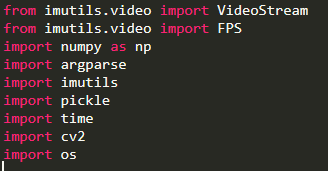 from imutils.video import VideoStream
from imutils.video import FPS
import numpy as np
import argparse
import imutils
import pickle
import time
import cv2
import os